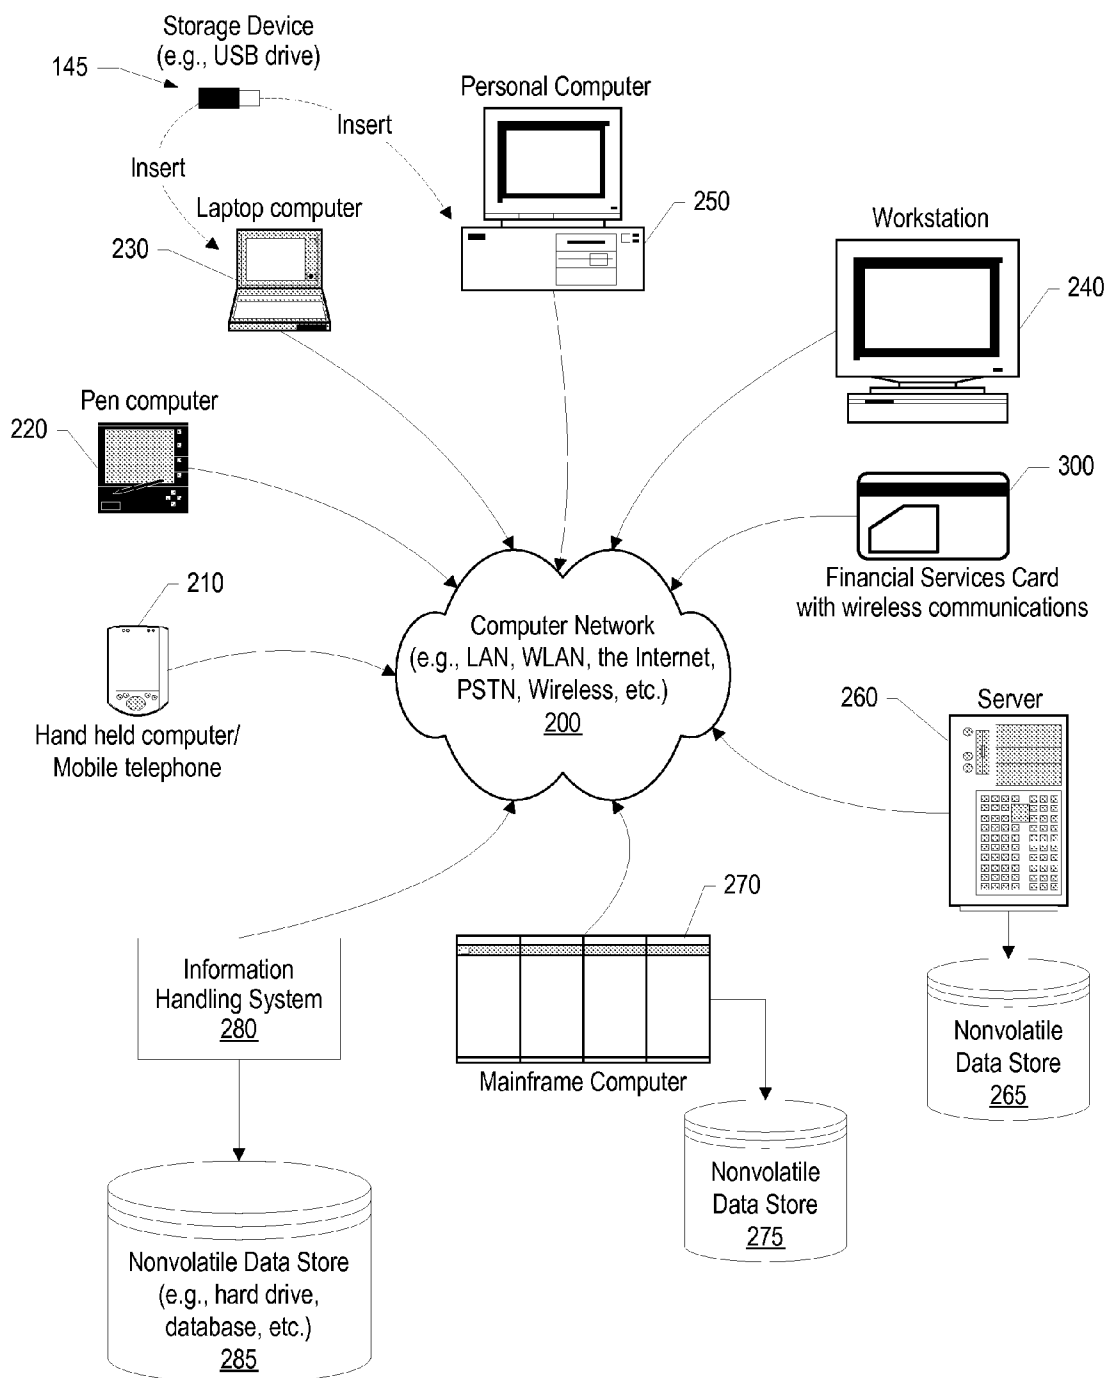 Storage Device
(e.g., USB drive)
145
Insert
Insert
Personal Computer
250
Laptop computer
230
Workstation
240
Pen computer
220
300
Financial Services Card
with wireless communications
210
Hand held computer/
Mobile telephone
Computer Network
(e.g., LAN, WLAN, the Internet,
PSTN, Wireless, etc.)
200
260
Server
270
Mainframe Computer
Information
Handling System
280
Nonvolatile
Data Store
265
Nonvolatile
Data Store
275
Nonvolatile Data Store
(e.g., hard drive,
database, etc.)
285